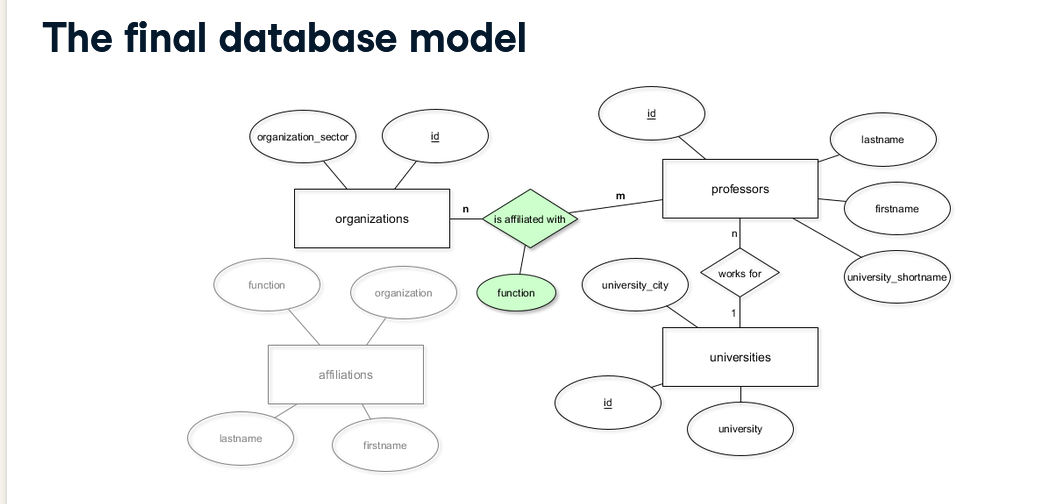 The final database model
organization_sector
id
id
lastname
professors
firstname
organizations
n
is affiliated with
m
n
university_shortname
works for
function
organization
function
university_city
1
affiliations
universities
id
university
lastname
firstname